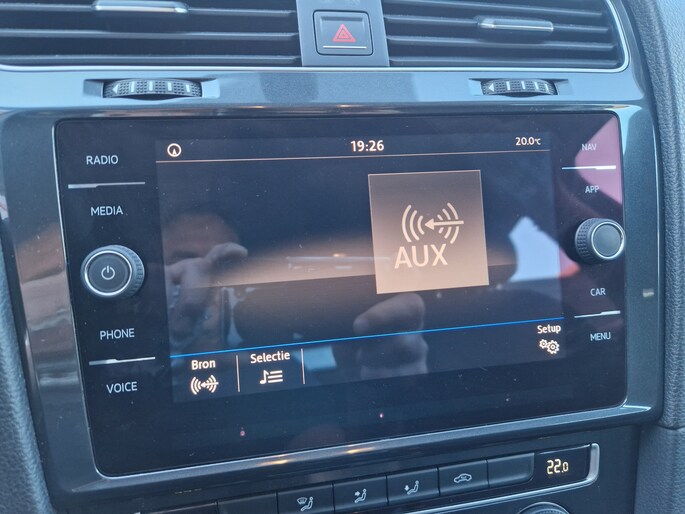 RADIO
MEDIA
PHONE
VOICE
19:26
20.0°C
AUX
Bron
Selectie
Setup
NAV
APP
CAR
MENU
22.0